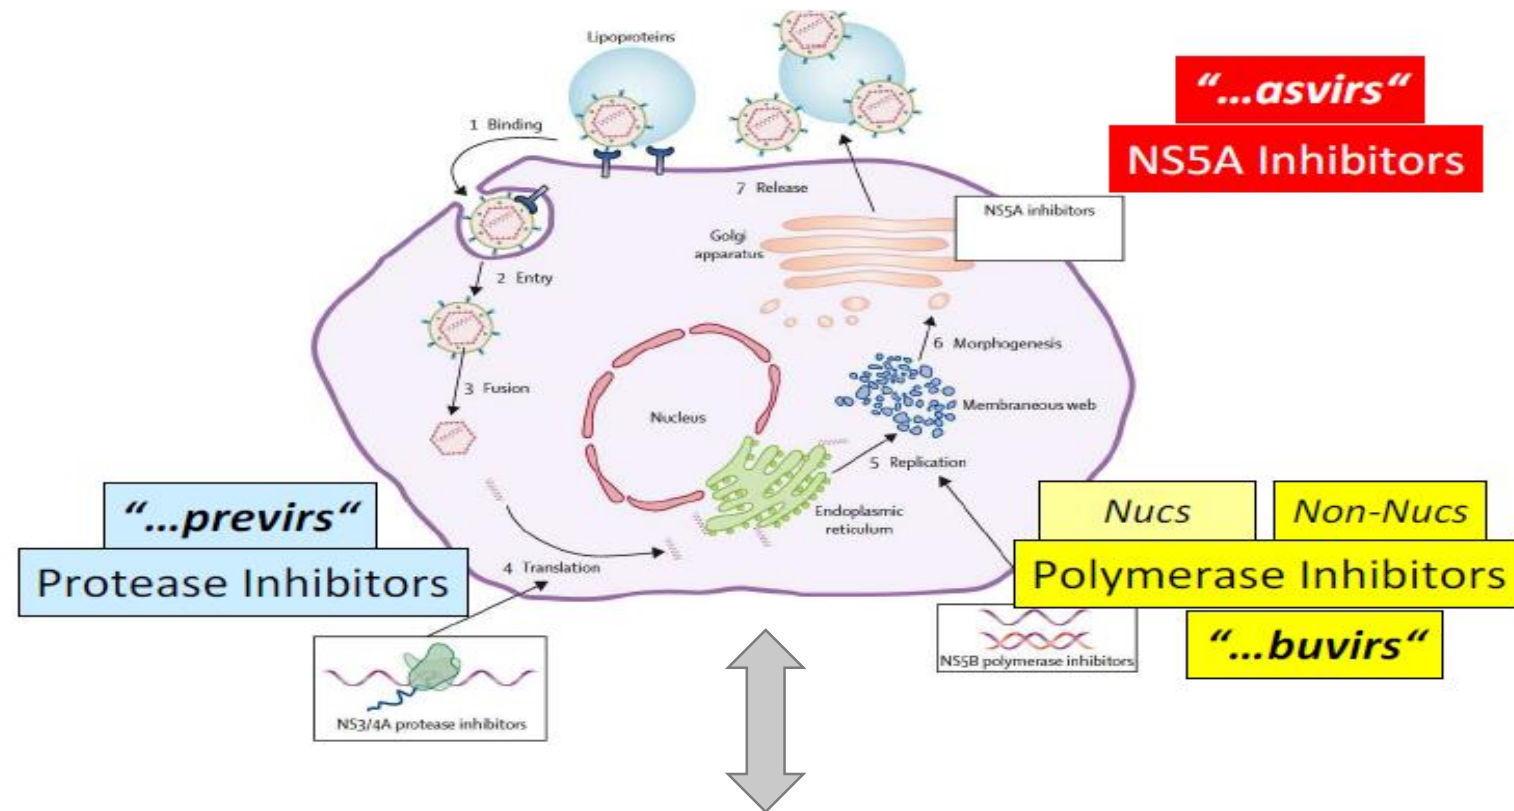 Lipoproteins
1 Binding
“...asvirs“
NS5A Inhibitors
7 Release
NS5A inhibitors
Golgi
apparatus
2 Entry
6 Morphogenesis
3 Fusion
Nucleus
Membraneous web
5 Replication
“...previrs“
Protease Inhibitors
Endoplasmic
reticulum
4 Translation
Nucs
Non-Nucs
Polymerase Inhibitors
“...buvirs“
NS5B polymerase inhibitors
NS3/4A protease inhibitors